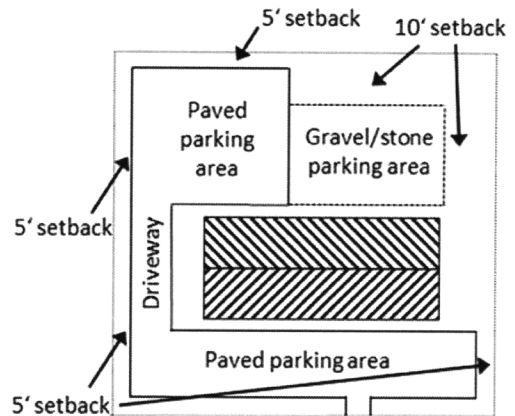 5' setback
10' setback
Paved
parking
area
Gravel/stone
parking area
5' setback
Driveway
Paved parking area
5' setback